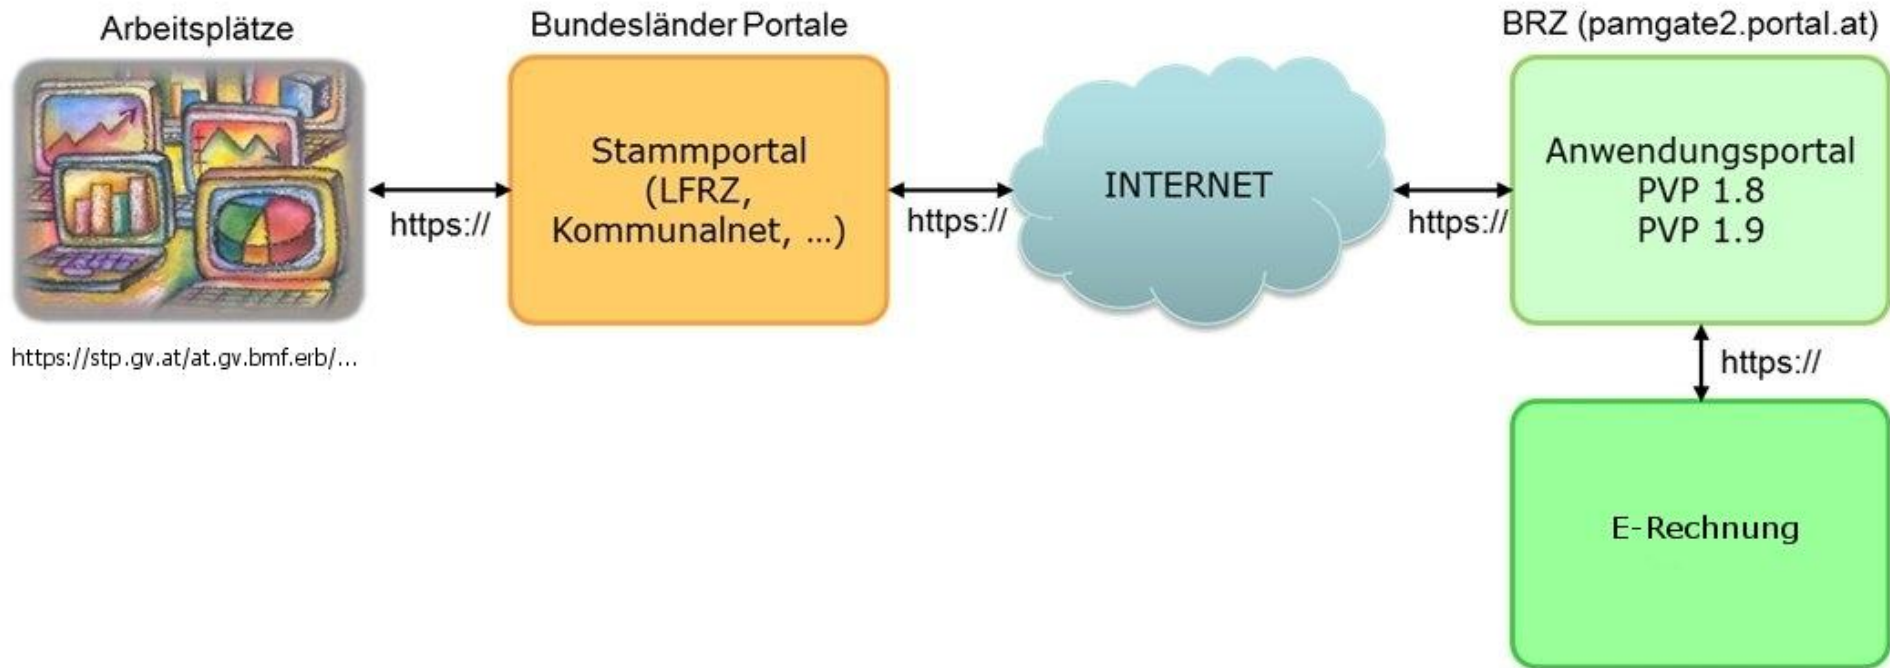 Arbeitsplätze
Bundesländer Portale
BRZ (pamgate2.portal.at)
Stammportal
(LFRZ,
Kommunalnet, ...)
INTERNET
Anwendungsportal
PVP 1.8
PVP 1.9
https://
https://
https://
https://stp.gv.at/at.gv.bmf.erb/...
https://
E-Rechnung